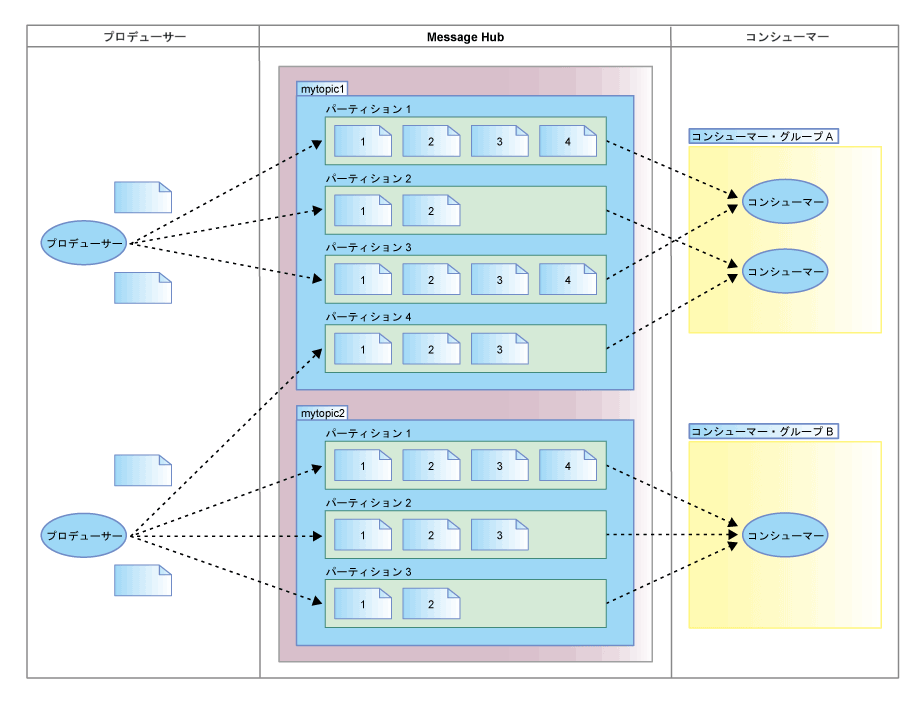 プロデューサー
Message Hub
コンシューマー
mytopic1
パーティション 1
1 2 3 4
パーティション 2
1 2
パーティション 3
1 2 3 4
パーティション 4
1 2 3
プロデューサー
コンシューマー・グループ A
コンシューマー
コンシューマー
mytopic2
パーティション 1
1 2 3 4
パーティション 2
1 2 3
パーティション 3
1 2
プロデューサー
コンシューマー・グループ B
コンシューマー